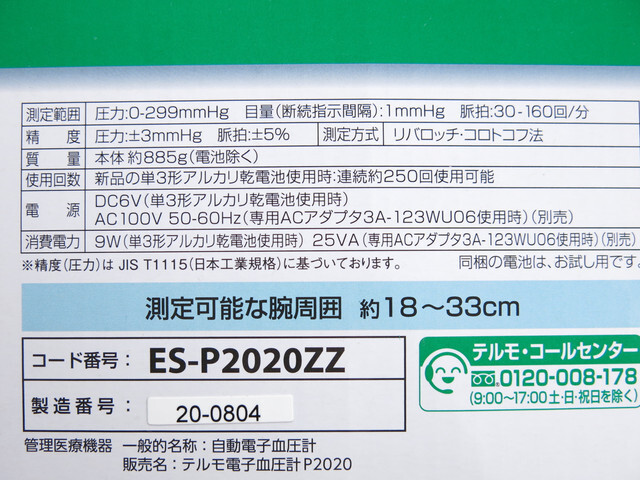 測定範囲 圧力:0-299mmHg 目量(断続指示間隔):1mmHg 脈拍:30-160回/分
精度 圧力:±3mmHg 脈拍:±5% 測定方式 リバロッチ・コロトコフ法
質量 本体 約885g(電池除く)
使用回数 新品の単3形アルカリ乾電池使用時:連続約250回使用可能
電源 DC6V(単3形アルカリ乾電池使用時)
AC100V 50-60Hz(専用ACアダプタ3A-123WU06使用時)(別売)
消費電力 9W(単3形アルカリ乾電池使用時) 25VA(専用ACアダプタ3A-123WU06使用時)(別売)
※精度(圧力)は JIS T1115(日本工業規格)に基づいております。 同梱の電池は、お試し用です
測定可能な腕周囲 約18～33cm
コード番号: ES-P2020ZZ
製造番号: 20-0804
テルモ・コールセンター
0120-008-178
(9:00～17:00 土・日・祝日を除く)
管理医療機器 一般的名称:自動電子血圧計
販売名:テルモ電子血圧計P2020